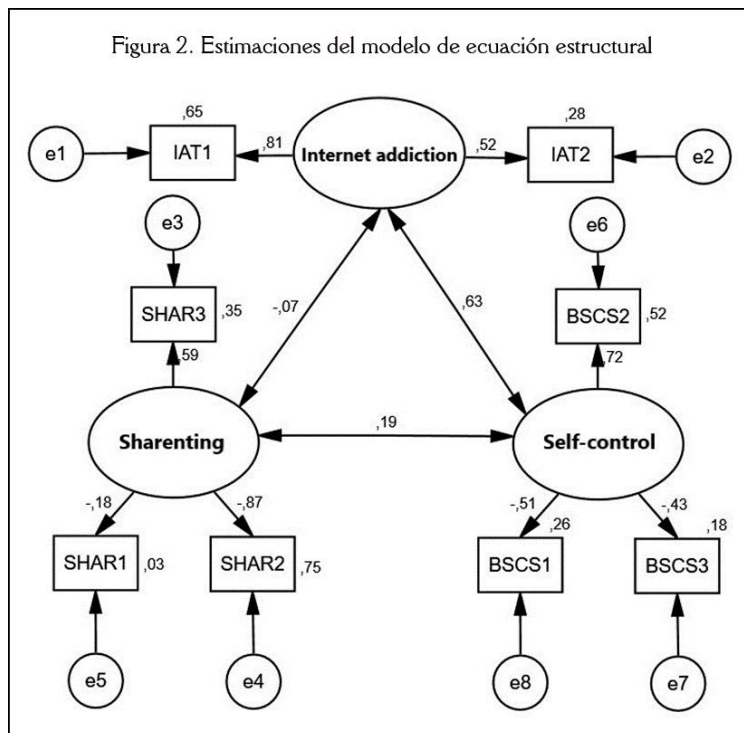 Figura 2. Estimaciones del modelo de ecuación estructural
,65
,28
e1
IAT1
,81
Internet addiction
,52
IAT2
e2
e3
e6
SHAR3
,35
-,07
,63
BSCS2
,52
,59
,72
Sharenting
,19
Self-control
-,18
-,87
-,51
-,43
SHAR1
,03
SHAR2
,75
,26
BSCS1
,18
BSCS3
e5
e4
e8
e7